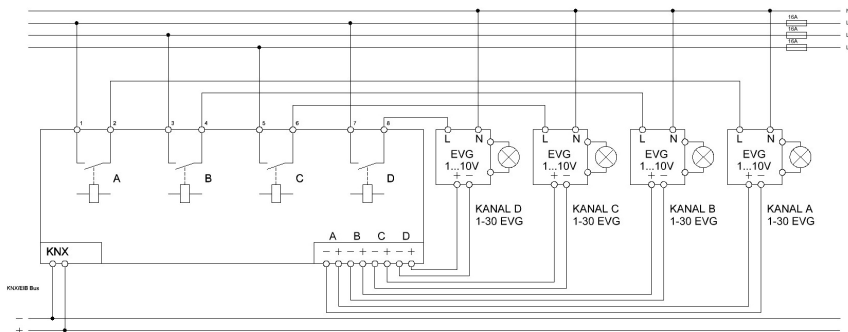 16A
16A
16A
1 2 3 4 5 6 7 8
L N L N L N L N
EVG EVG EVG EVG
1...10V 1...10V 1...10V 1...10V
+ − + − + − + −
A B C D
KANAL D KANAL C KANAL B KANAL A
1-30 EVG 1-30 EVG 1-30 EVG 1-30 EVG
A B C D
KNX − + − + − + − +
KNX/EIB Bus
−
+